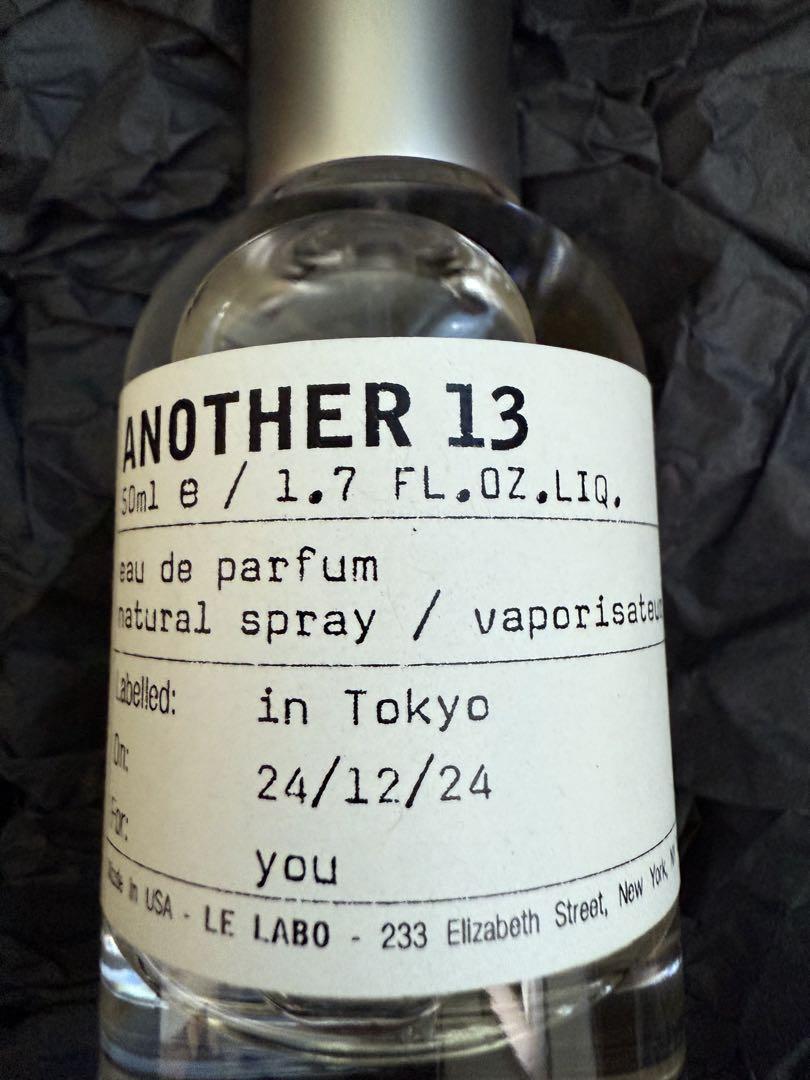 ANOTHER 13
50ml e / 1.7 FL.OZ.LIQ.
eau de parfum
natural spray / vaporisateur
Labelled: in Tokyo
On: 24/12/24
For: you
Made in USA - LE LABO - 233 Elizabeth Street, New York,